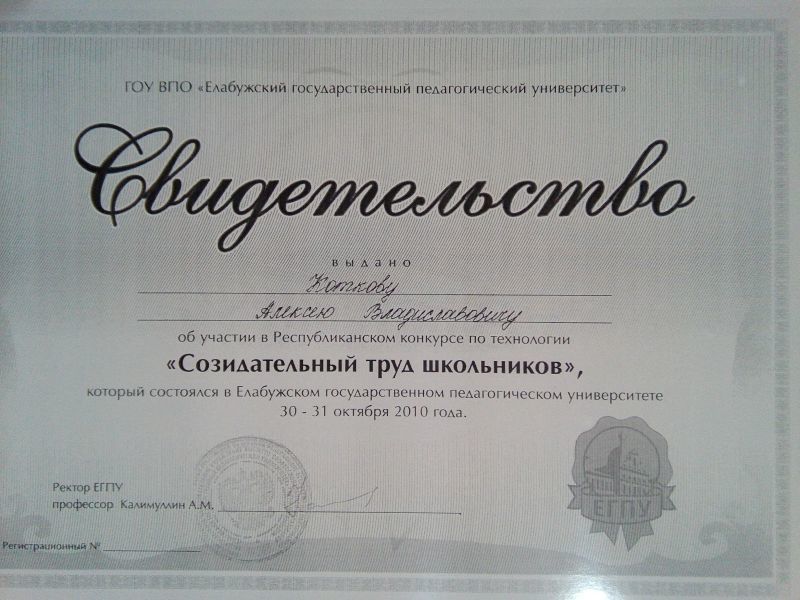 ГОУ ВПО «Елабужский государственный педагогический университет»
Свидетельство
выдано
Коткову
Алексею Владиславовичу
об участии в Республиканском конкурсе по технологии
«Созидательный труд школьников»,
который состоялся в Елабужском государственном педагогическом университете
30 - 31 октября 2010 года.
Ректор ЕГПУ
профессор Калимуллин А.М.
ЕГПУ
Регистрационный №